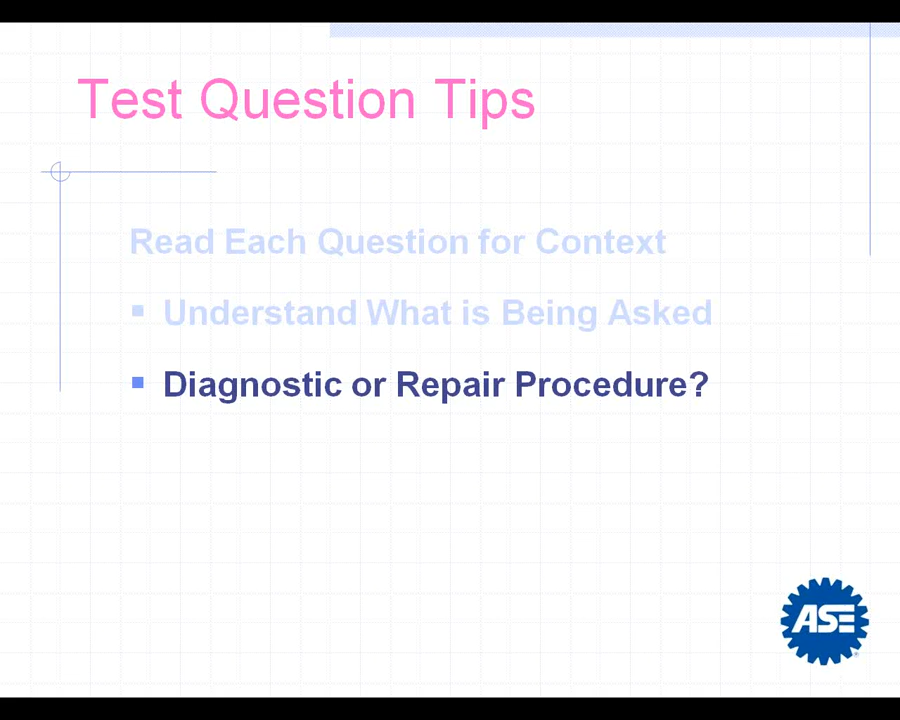 Test Question Tips
Read Each Question for Context
Understand What is Being Asked
Diagnostic or Repair Procedure?
ASE